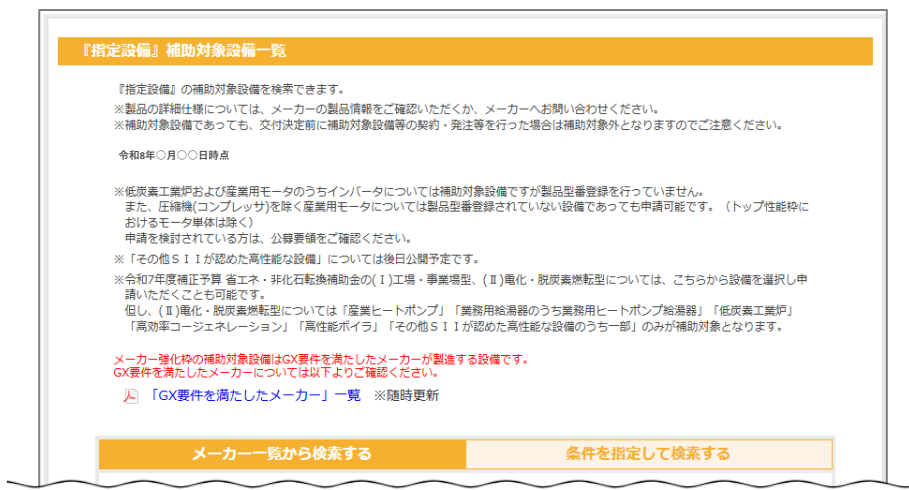 『指定設備』補助対象設備一覧
『指定設備』の補助対象設備を検索できます。
※製品の詳細仕様については、メーカーの製品情報をご確認いただくか、メーカーへお問い合わせください。
※補助対象設備であっても、交付決定前に補助対象設備等の契約・発注等を行った場合は補助対象外となりますのでご注意ください。
令和8年○月○○日時点
※低炭素工業炉および産業用モータのうちインバータについては補助対象設備ですが製品型番登録を行っていません。
また、圧縮機(コンプレッサ)を除く産業用モータについては製品型番登録されていない設備であっても申請可能です。（トップ性能枠に
おけるモータ単体は除く）
申請を検討されている方は、公募要領をご確認ください。
※「その他ＳＩＩが認めた高性能な設備」については後日公開予定です。
※令和7年度補正予算 省エネ・非化石転換補助金の(Ⅰ)工場・事業場型、(Ⅱ)電化・脱炭素燃転型については、こちらから設備を選択し申
請いただくことも可能です。
但し、(Ⅱ)電化・脱炭素燃転型については「産業ヒートポンプ」「業務用給湯器のうち業務用ヒートポンプ給湯器」「低炭素工業炉」
「高効率コージェネレーション」「高性能ボイラ」「その他ＳＩＩが認めた高性能な設備のうち一部」のみが補助対象となります。
メーカー強化枠の補助対象設備はGX要件を満たしたメーカーが製造する設備です。
GX要件を満たしたメーカーについては以下よりご確認ください。
「GX要件を満たしたメーカー」一覧 ※随時更新
メーカー一覧から検索する
条件を指定して検索する